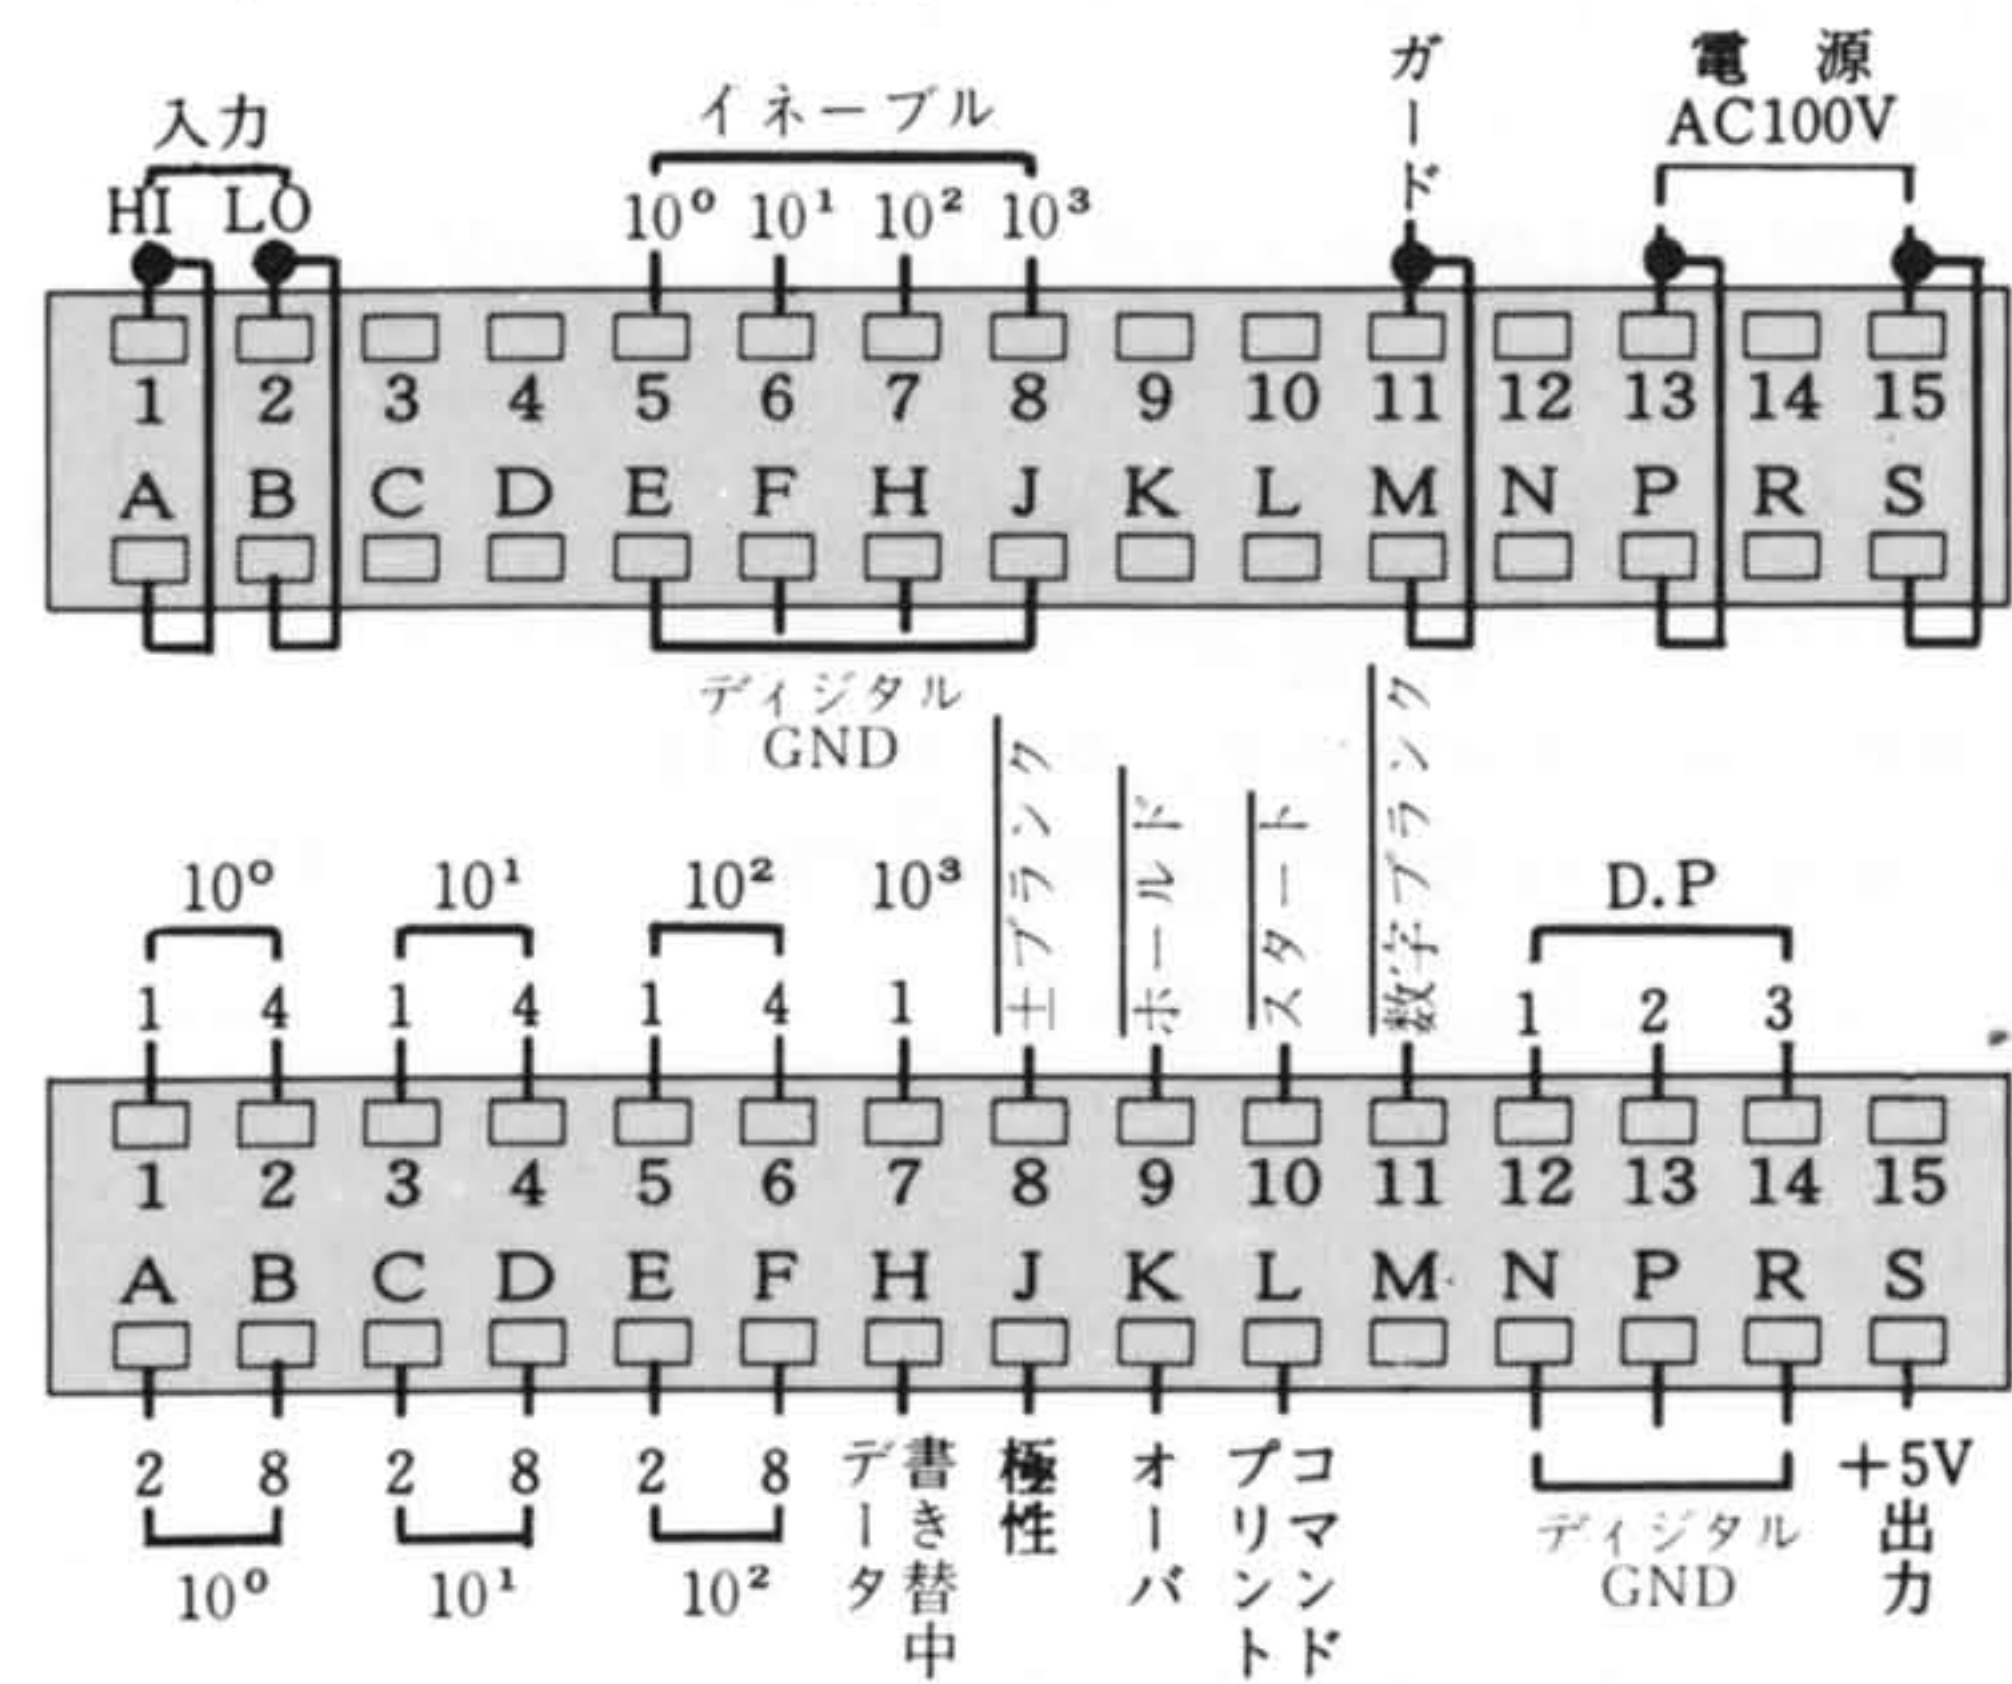 入力
HI LO
イネーブル
10⁰ 10¹ 10² 10³
ガード
電源
AC100V
1 2 3 4 5 6 7 8 9 10 11 12 13 14 15
A B C D E F H J K L M N P R S
ディジタル
GND
10⁰ 10¹ 10² 10³
1 4 1 4 1 4 1
±ブランク
ホールド
スタート
数字ブランク
D.P
1 2 3
1 2 3 4 5 6 7 8 9 10 11 12 13 14 15
A B C D E F H J K L M N P R S
2 8 2 8 2 8
10⁰ 10¹ 10²
データ
書き替中
極性
オーバ
プリント
コマンド
ディジタル
GND
+5V
出力